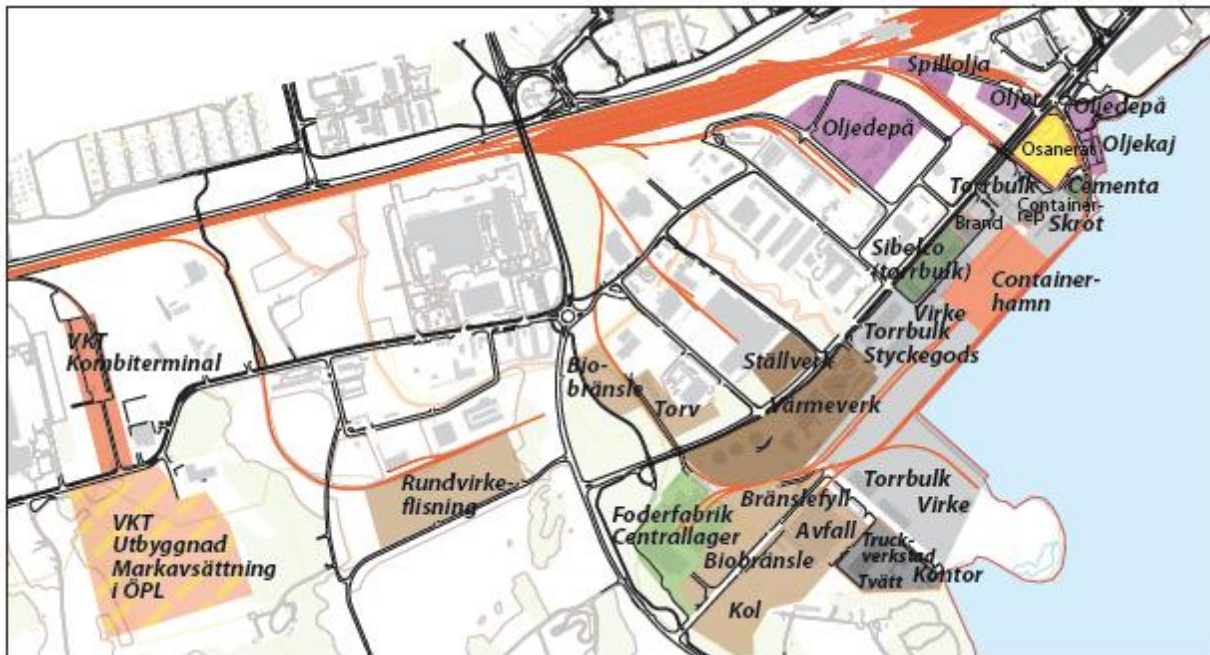 Spillolja
Oljor
Oljedepå
Oljedepå
Oljekaj
Osanerat
Torrbulk
Cementa
Container-
rep
Skrot
Brand
Sibelco
(torrbulk)
Container-
hamn
Virke
Torrbulk
Styckegods
VKT
Kombiterminal
Bio-
bränsle
Ställverk
Torv
Värmeverk
Rundvirke-
flisning
Bränslefyll
Torrbulk
Virke
VKT
Utbyggnad
Markavsättning
i ÖPL
Foderfabrik
Centrallager
Avfall
Biobränsle
Truck-
verkstad
Kontor
Tvätt
Kol